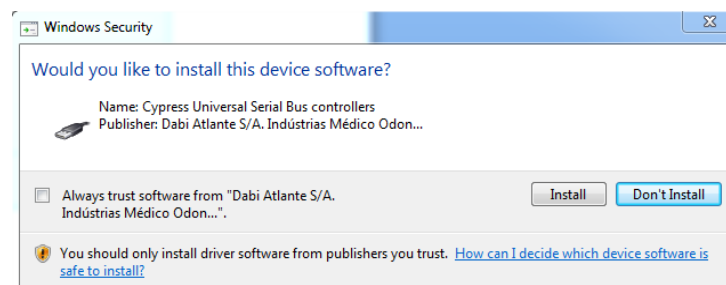 Windows Security
Would you like to install this device software?
Name: Cypress Universal Serial Bus controllers
Publisher: Dabi Atlante S/A. Indústrias Médico Odon...
Always trust software from "Dabi Atlante S/A.
Indústrias Médico Odon...".
Install
Don't Install
You should only install driver software from publishers you trust. How can I decide which device software is
safe to install?